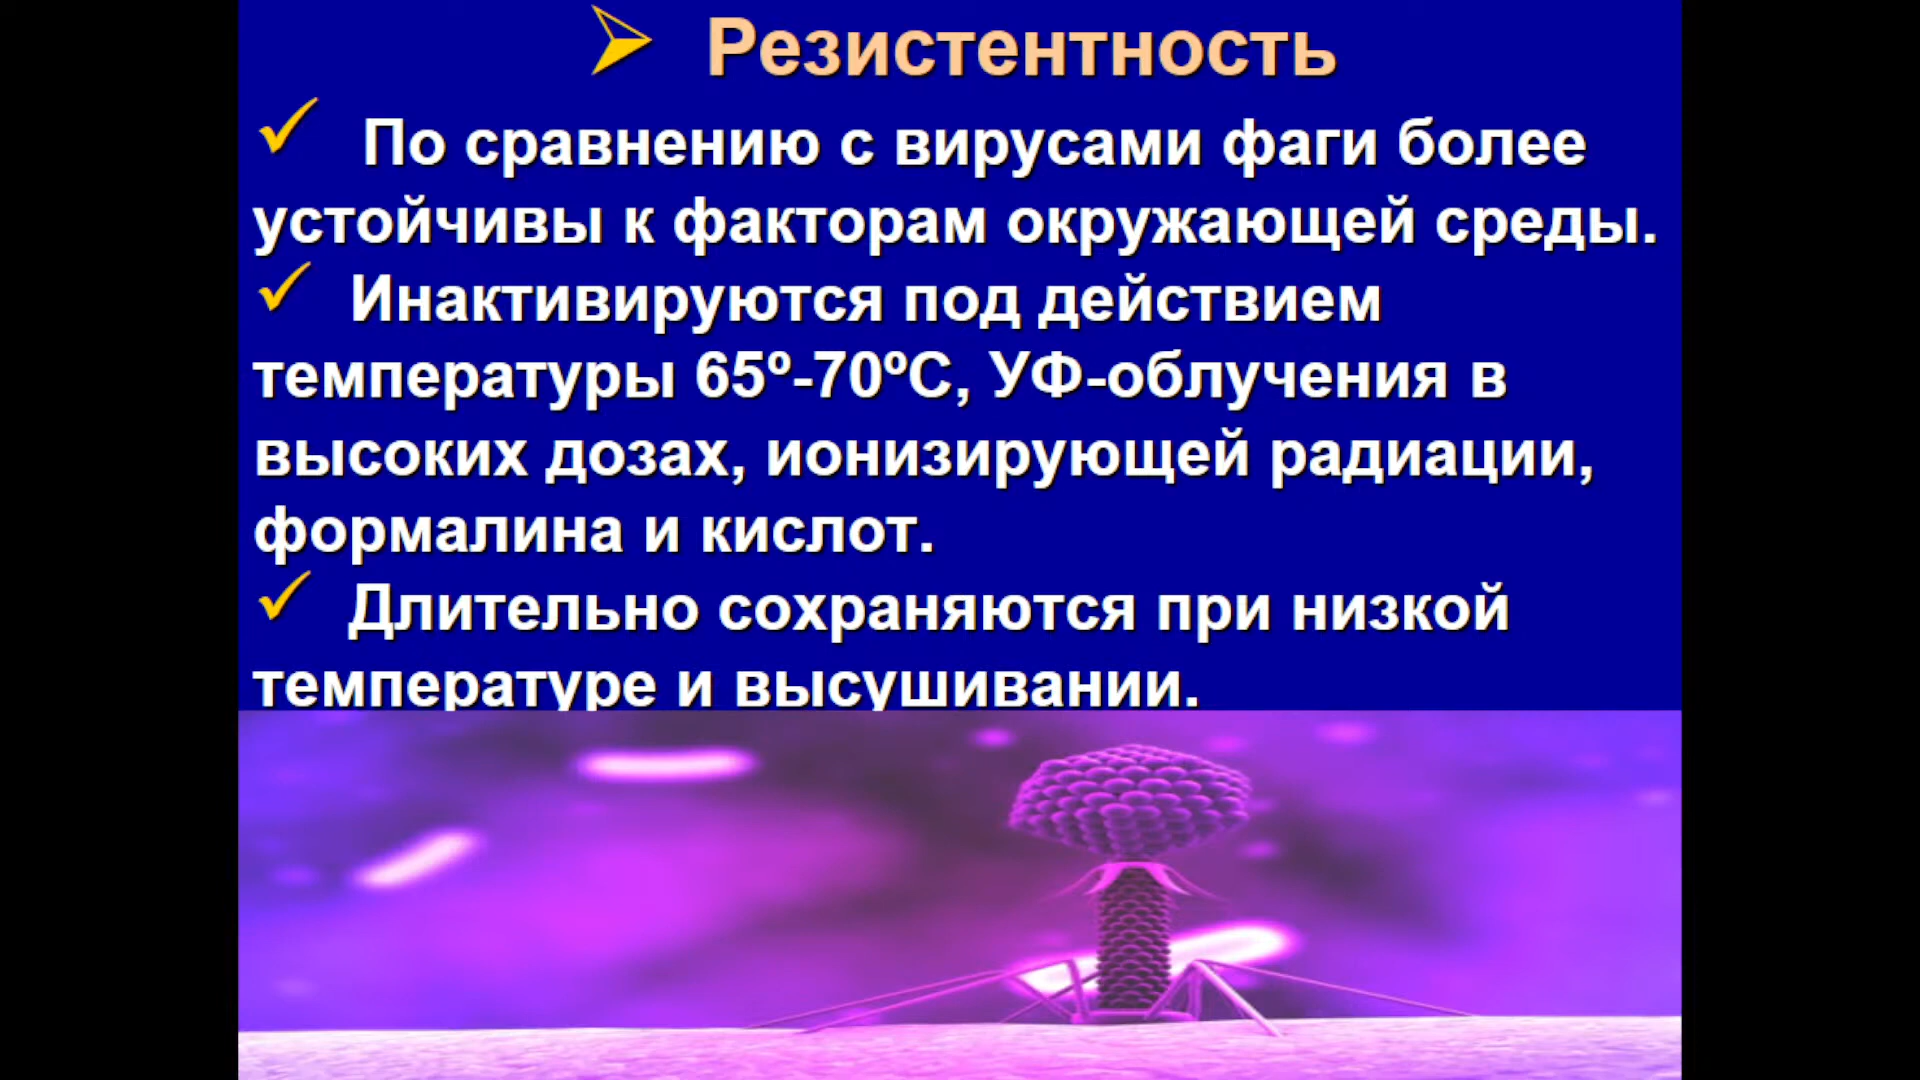 Резистентность
По сравнению с вирусами фаги более
устойчивы к факторам окружающей среды.
Инактивируются под действием
температуры 65º-70ºС, УФ-облучения в
высоких дозах, ионизирующей радиации,
формалина и кислот.
Длительно сохраняются при низкой
температуре и высушивании.